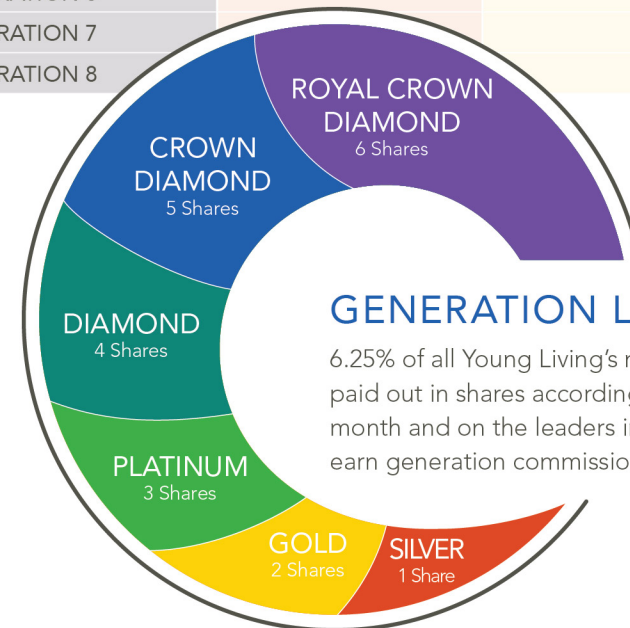 RATION 7
RATION 8
ROYAL CROWN
DIAMOND
6 Shares
CROWN
DIAMOND
5 Shares
DIAMOND
4 Shares
PLATINUM
3 Shares
GOLD
2 Shares
SILVER
1 Share
GENERATION L
6.25% of all Young Living's
paid out in shares according
month and on the leaders i
earn generation commissio